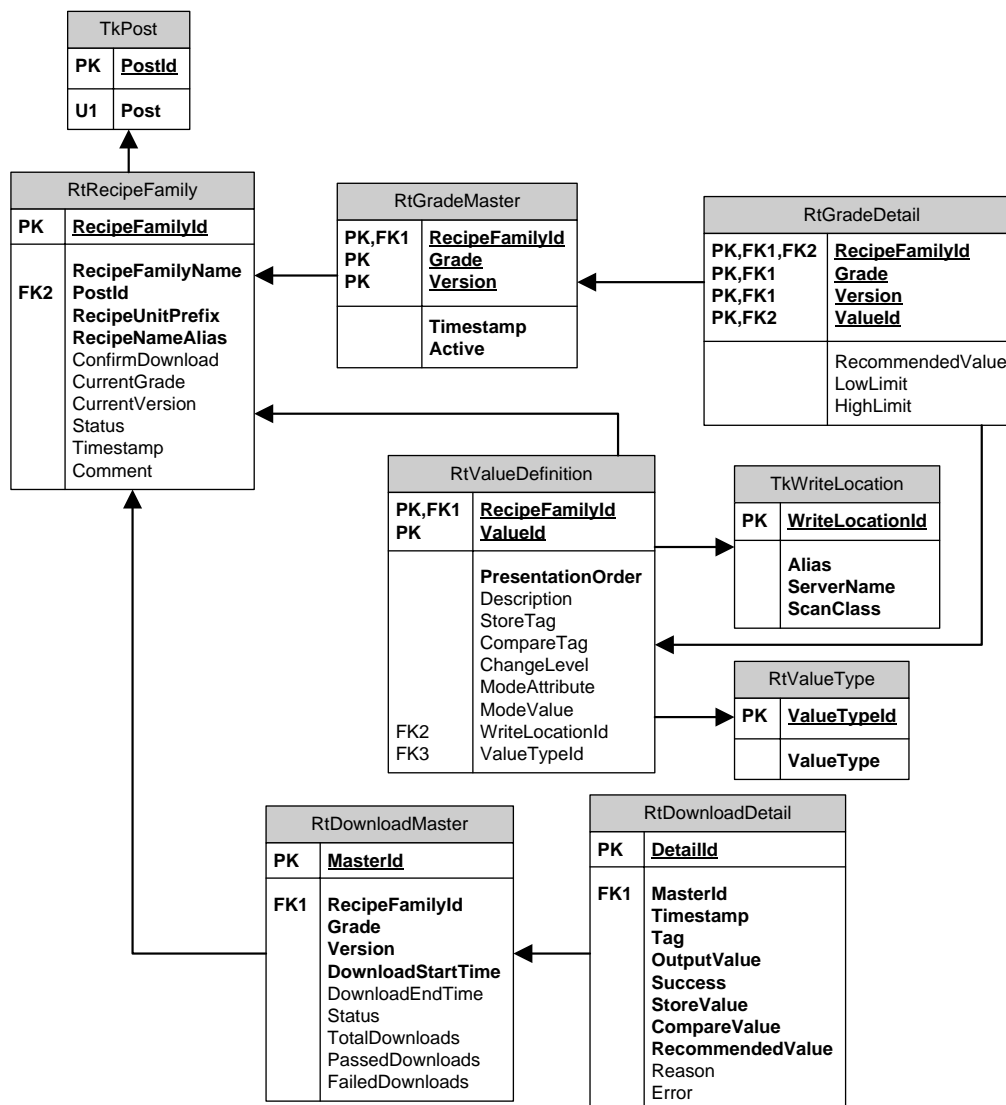 TkPost
PK PostId
U1 Post
RtRecipeFamily
PK RecipeFamilyId
RecipeFamilyName
FK2 PostId
RecipeUnitPrefix
RecipeNameAlias
ConfirmDownload
CurrentGrade
CurrentVersion
Status
Timestamp
Comment
RtGradeMaster
PK,FK1 RecipeFamilyId
PK Grade
PK Version
Timestamp
Active
RtGradeDetail
PK,FK1,FK2 RecipeFamilyId
PK,FK1 Grade
PK,FK1 Version
PK,FK2 ValueId
RecommendedValue
LowLimit
HighLimit
RtValueDefinition
PK,FK1 RecipeFamilyId
PK ValueId
PresentationOrder
Description
StoreTag
CompareTag
ChangeLevel
ModeAttribute
ModeValue
FK2 WriteLocationId
FK3 ValueTypeId
TkWriteLocation
PK WriteLocationId
Alias
ServerName
ScanClass
RtValueType
PK ValueTypeId
ValueType
RtDownloadMaster
PK MasterId
FK1 RecipeFamilyId
Grade
Version
DownloadStartTime
DownloadEndTime
Status
TotalDownloads
PassedDownloads
FailedDownloads
RtDownloadDetail
PK DetailId
FK1 MasterId
Timestamp
Tag
OutputValue
Success
StoreValue
CompareValue
RecommendedValue
Reason
Error